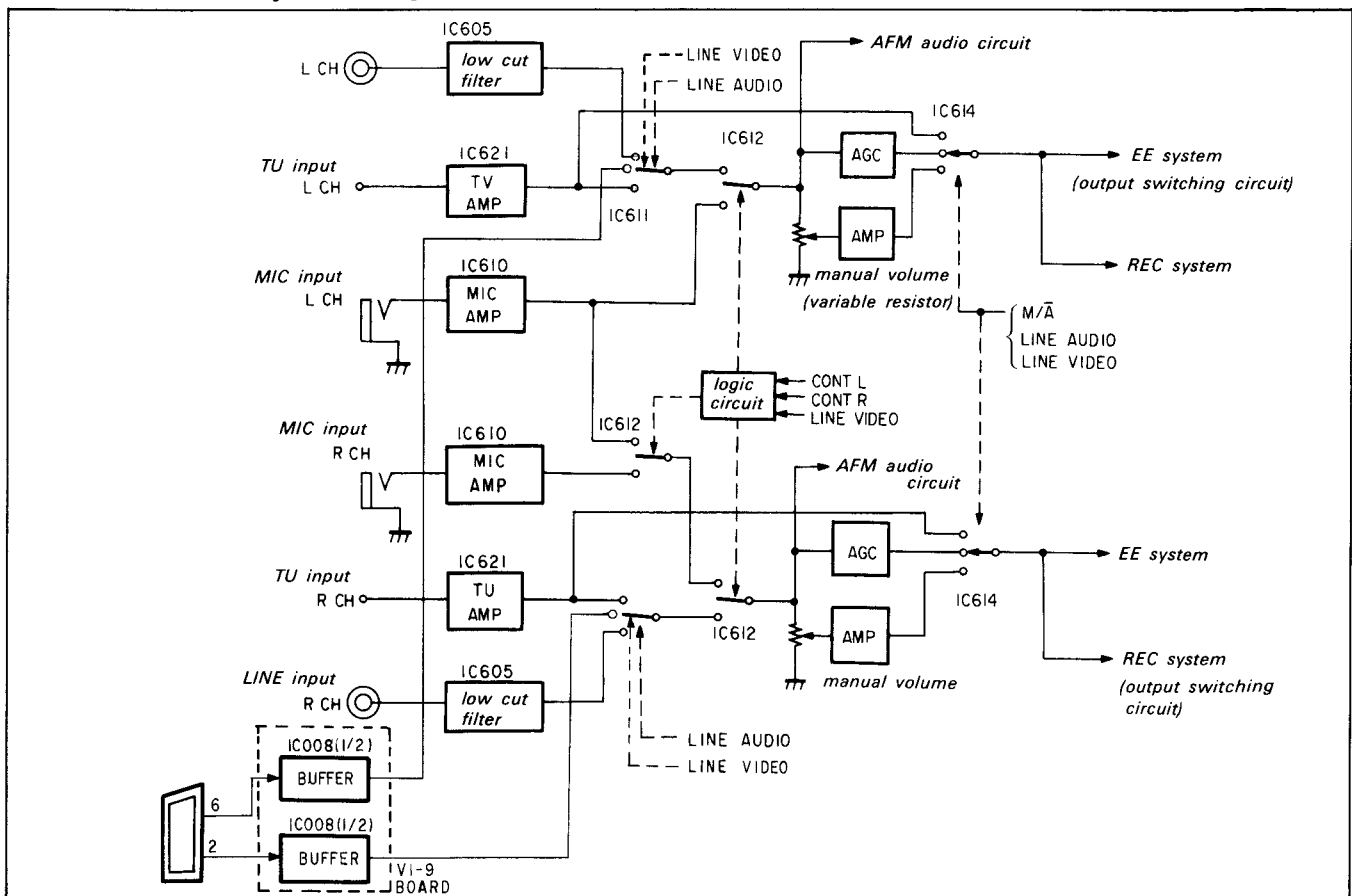 IC605
L CH
low cut
filter
LINE VIDEO
LINE AUDIO
AFM audio circuit
IC614
IC612
TU input
L CH
IC621
TV
AMP
IC611
AGC
EE system
(output switching circuit)
MIC input
L CH
IC610
MIC
AMP
AMP
manual volume
(variable resistor)
REC system
M/A̅
LINE AUDIO
LINE VIDEO
logic
circuit
CONT L
CONT R
LINE VIDEO
MIC input
R CH
IC610
MIC
AMP
IC612
AFM audio
circuit
TU input
R CH
IC621
TU
AMP
IC612
AGC
EE system
IC614
AMP
manual volume
REC system
(output switching
circuit)
LINE input
R CH
IC605
low cut
filter
LINE AUDIO
LINE VIDEO
IC008(1/2)
BUFFER
6
IC008(1/2)
2
BUFFER
VI-9
BOARD